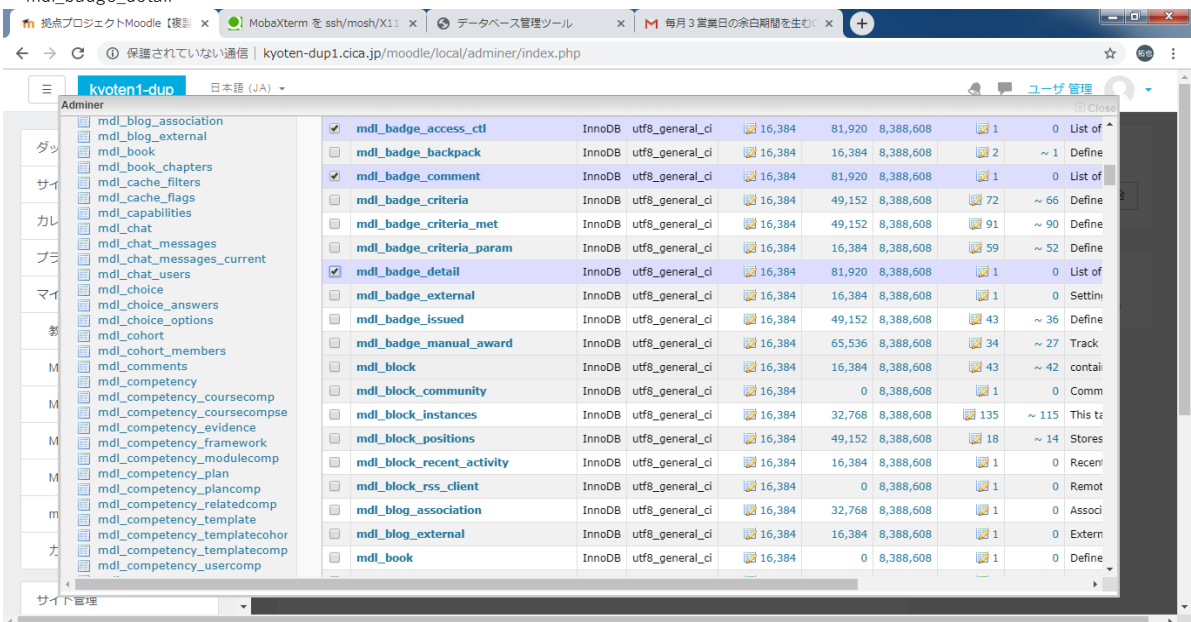 mdl_badge_detail
拠点プロジェクトMoodle【複製
MobaXterm を ssh/mosh/X11
データベース管理ツール
毎月３営業日の余白期間を生む
保護されていない通信 | kyoten-dup1.cica.jp/moodle/local/adminer/index.php
拓也
kyoten1-dup
日本語 (JA)
ユーザ 管理
Adminer
Close
ダッ
サイ
カレ
プラ
マイ
教
M
M
M
M
m
カ
サイト管理
mdl_blog_association
mdl_blog_external
mdl_book
mdl_book_chapters
mdl_cache_filters
mdl_cache_flags
mdl_capabilities
mdl_chat
mdl_chat_messages
mdl_chat_messages_current
mdl_chat_users
mdl_choice
mdl_choice_answers
mdl_choice_options
mdl_cohort
mdl_cohort_members
mdl_comments
mdl_competency
mdl_competency_coursecomp
mdl_competency_coursecompse
mdl_competency_evidence
mdl_competency_framework
mdl_competency_modulecomp
mdl_competency_plan
mdl_competency_plancomp
mdl_competency_relatedcomp
mdl_competency_template
mdl_competency_templatecohor
mdl_competency_templatecomp
mdl_competency_usercomp
mdl_badge_access_ctl InnoDB utf8_general_ci 16,384 81,920 8,388,608 1 0 List of
mdl_badge_backpack InnoDB utf8_general_ci 16,384 16,384 8,388,608 2 ~ 1 Define
mdl_badge_comment InnoDB utf8_general_ci 16,384 81,920 8,388,608 1 0 List of
mdl_badge_criteria InnoDB utf8_general_ci 16,384 49,152 8,388,608 72 ~ 66 Define
mdl_badge_criteria_met InnoDB utf8_general_ci 16,384 49,152 8,388,608 91 ~ 90 Define
mdl_badge_criteria_param InnoDB utf8_general_ci 16,384 16,384 8,388,608 59 ~ 52 Define
mdl_badge_detail InnoDB utf8_general_ci 16,384 81,920 8,388,608 1 0 List of
mdl_badge_external InnoDB utf8_general_ci 16,384 16,384 8,388,608 1 0 Setting
mdl_badge_issued InnoDB utf8_general_ci 16,384 49,152 8,388,608 43 ~ 36 Define
mdl_badge_manual_award InnoDB utf8_general_ci 16,384 65,536 8,388,608 34 ~ 27 Track
mdl_block InnoDB utf8_general_ci 16,384 16,384 8,388,608 43 ~ 42 contai
mdl_block_community InnoDB utf8_general_ci 16,384 0 8,388,608 1 0 Comm
mdl_block_instances InnoDB utf8_general_ci 16,384 32,768 8,388,608 135 ~ 115 This ta
mdl_block_positions InnoDB utf8_general_ci 16,384 49,152 8,388,608 18 ~ 14 Stores
mdl_block_recent_activity InnoDB utf8_general_ci 16,384 16,384 8,388,608 1 0 Recent
mdl_block_rss_client InnoDB utf8_general_ci 16,384 0 8,388,608 1 0 Remot
mdl_blog_association InnoDB utf8_general_ci 16,384 32,768 8,388,608 1 0 Associ
mdl_blog_external InnoDB utf8_general_ci 16,384 16,384 8,388,608 1 0 Extern
mdl_book InnoDB utf8_general_ci 16,384 0 8,388,608 1 0 Define